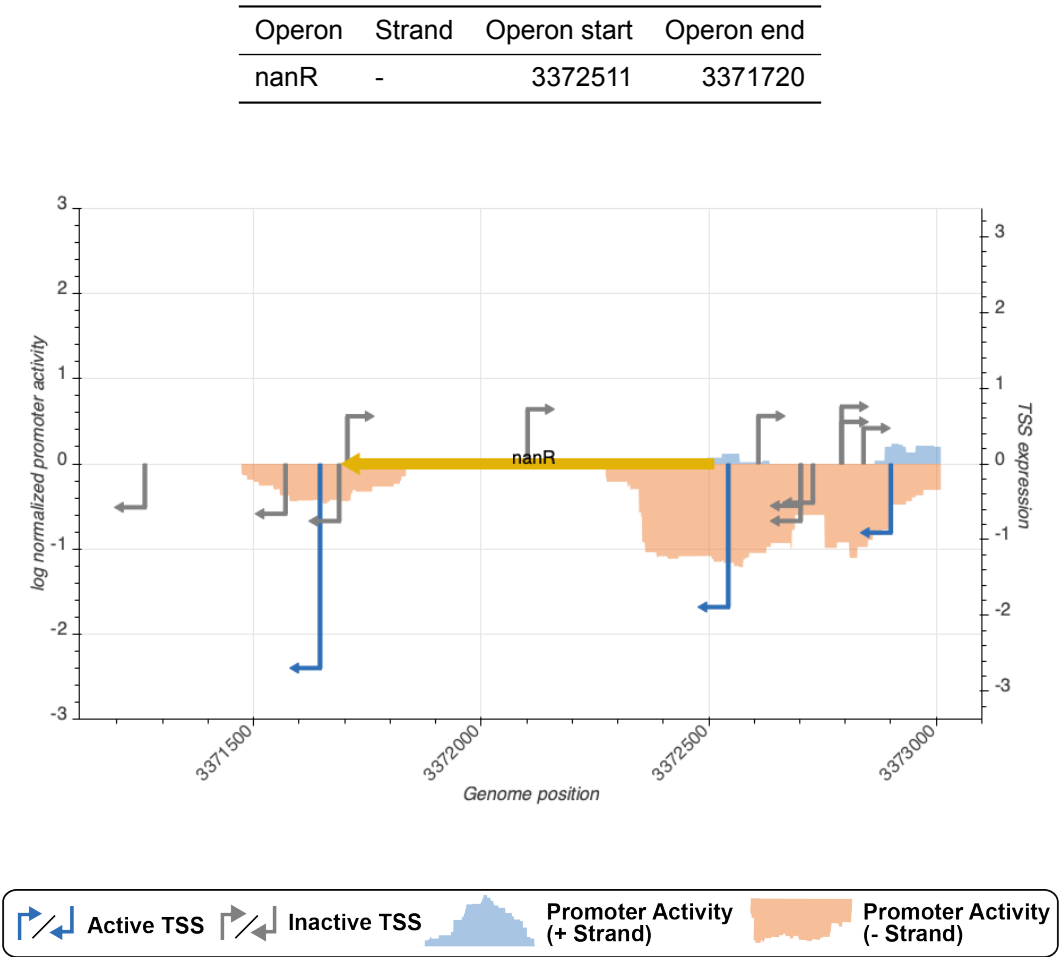 Operon Strand Operon start Operon end
nanR - 3372511 3371720
3
2
1
0
-1
-2
-3
log normalized promoter activity
3
2
1
0
-1
-2
-3
TSS expression
nanR
3371500 3372000 3372500 3373000
Genome position
Active TSS
Inactive TSS
Promoter Activity
(+ Strand)
Promoter Activity
(- Strand)